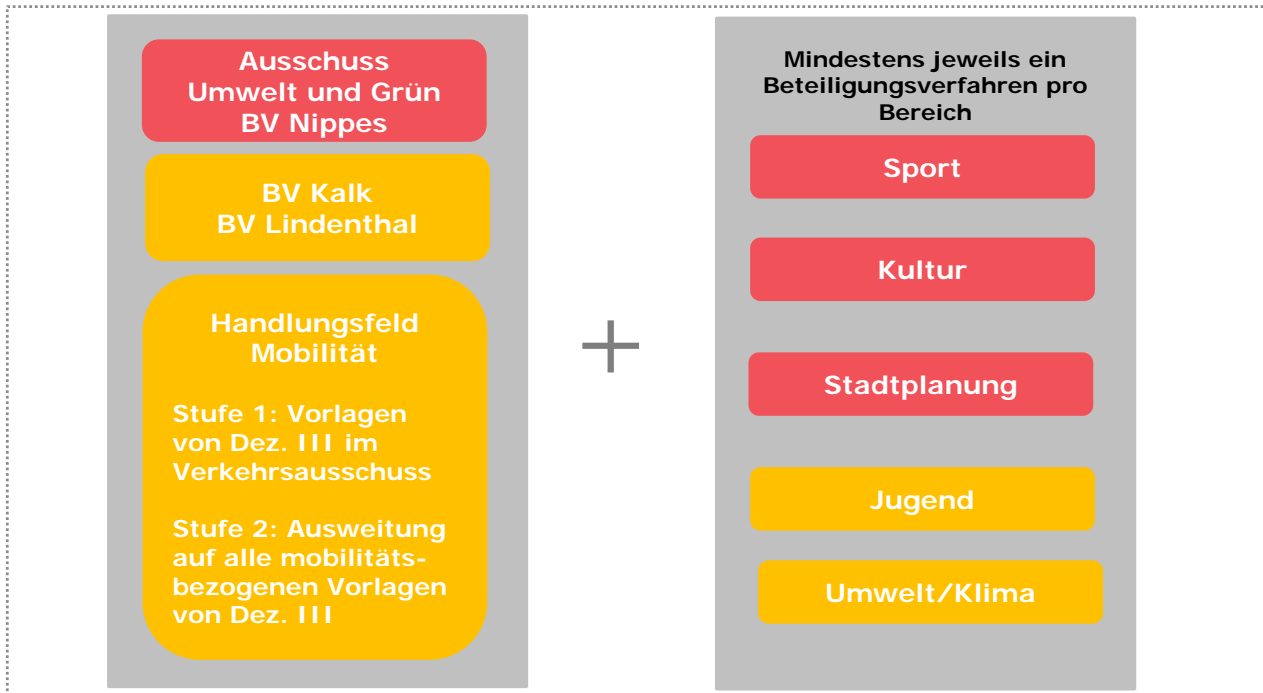 Ausschuss
Umwelt und Grün
BV Nippes
BV Kalk
BV Lindenthal
Handlungsfeld
Mobilität
Stufe 1: Vorlagen
von Dez. III im
Verkehrsausschuss
Stufe 2: Ausweitung
auf alle mobilitäts-
bezogenen Vorlagen
von Dez. III
+
Mindestens jeweils ein
Beteiligungsverfahren pro
Bereich
Sport
Kultur
Stadtplanung
Jugend
Umwelt/Klima